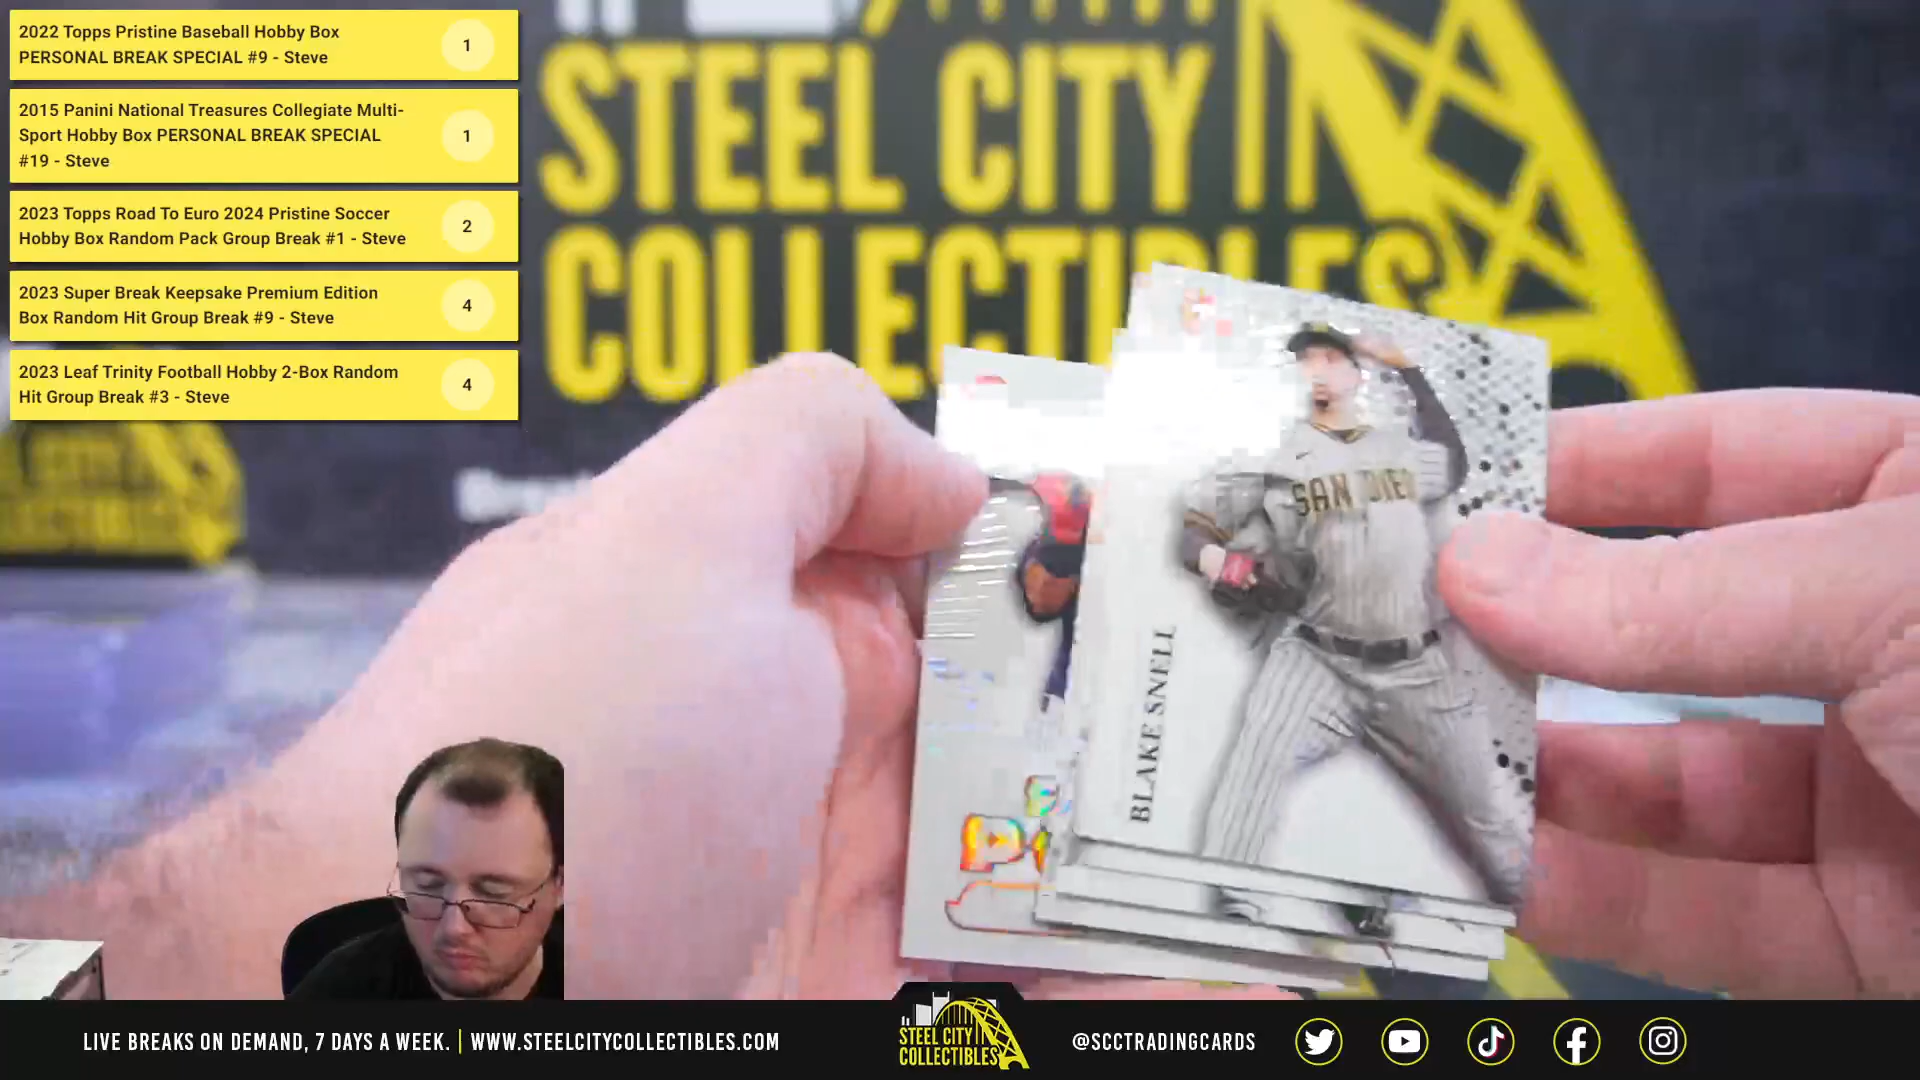 2022 Topps Pristine Baseball Hobby Box
PERSONAL BREAK SPECIAL #9 - Steve
1
2015 Panini National Treasures Collegiate Multi-
Sport Hobby Box PERSONAL BREAK SPECIAL
#19 - Steve
1
2023 Topps Road To Euro 2024 Pristine Soccer
Hobby Box Random Pack Group Break #1 - Steve
2
2023 Super Break Keepsake Premium Edition
Box Random Hit Group Break #9 - Steve
4
2023 Leaf Trinity Football Hobby 2-Box Random
Hit Group Break #3 - Steve
4
STEEL CITY
COLLECTIBLES
SAN DIEGO
BLAKE SNELL
LIVE BREAKS ON DEMAND, 7 DAYS A WEEK. | WWW.STEELCITYCOLLECTIBLES.COM
STEEL CITY
COLLECTIBLES
@SCCTRADINGCARDS